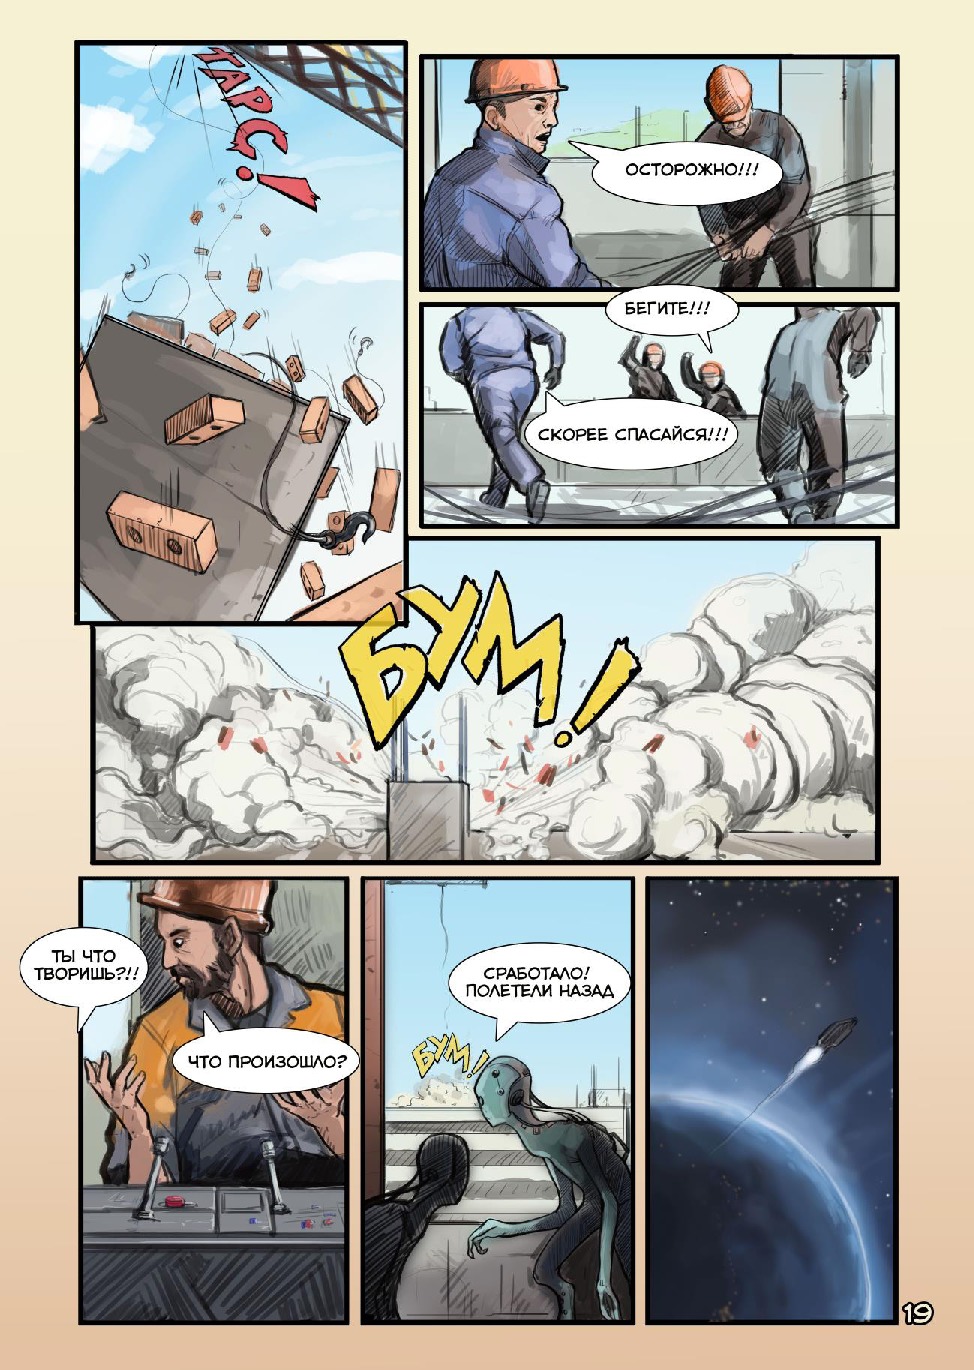 ТАРС!
ОСТОРОЖНО!!!
БЕГИТЕ!!!
СКОРЕЕ СПАСАЙСЯ!!!
БУМ!
ТЫ ЧТО
ТВОРИШЬ?!!
ЧТО ПРОИЗОШЛО?
СРАБОТАЛО!
ПОЛЕТЕЛИ НАЗАД
БУМ!
19